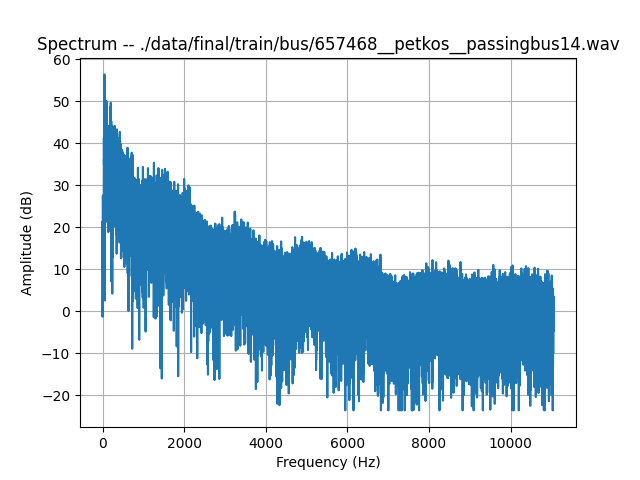 Spectrum -- ./data/final/train/bus/657468__petkos__passingbus14.wav
60
50
40
30
20
10
0
−10
−20
Amplitude (dB)
0 2000 4000 6000 8000 10000
Frequency (Hz)